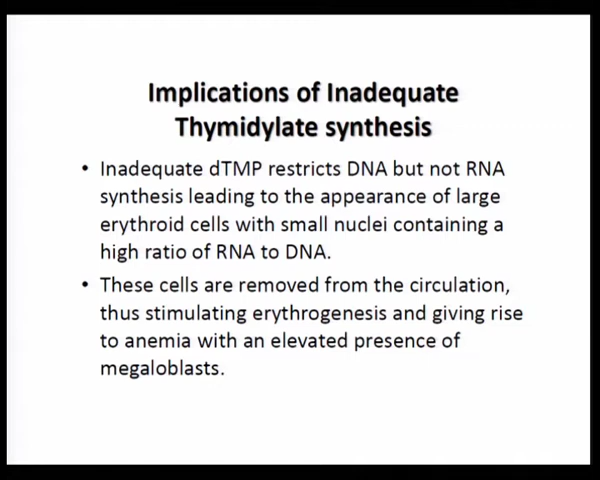 Implications of Inadequate
Thymidylate synthesis
• Inadequate dTMP restricts DNA but not RNA
synthesis leading to the appearance of large
erythroid cells with small nuclei containing a
high ratio of RNA to DNA.
• These cells are removed from the circulation,
thus stimulating erythrogenesis and giving rise
to anemia with an elevated presence of
megaloblasts.